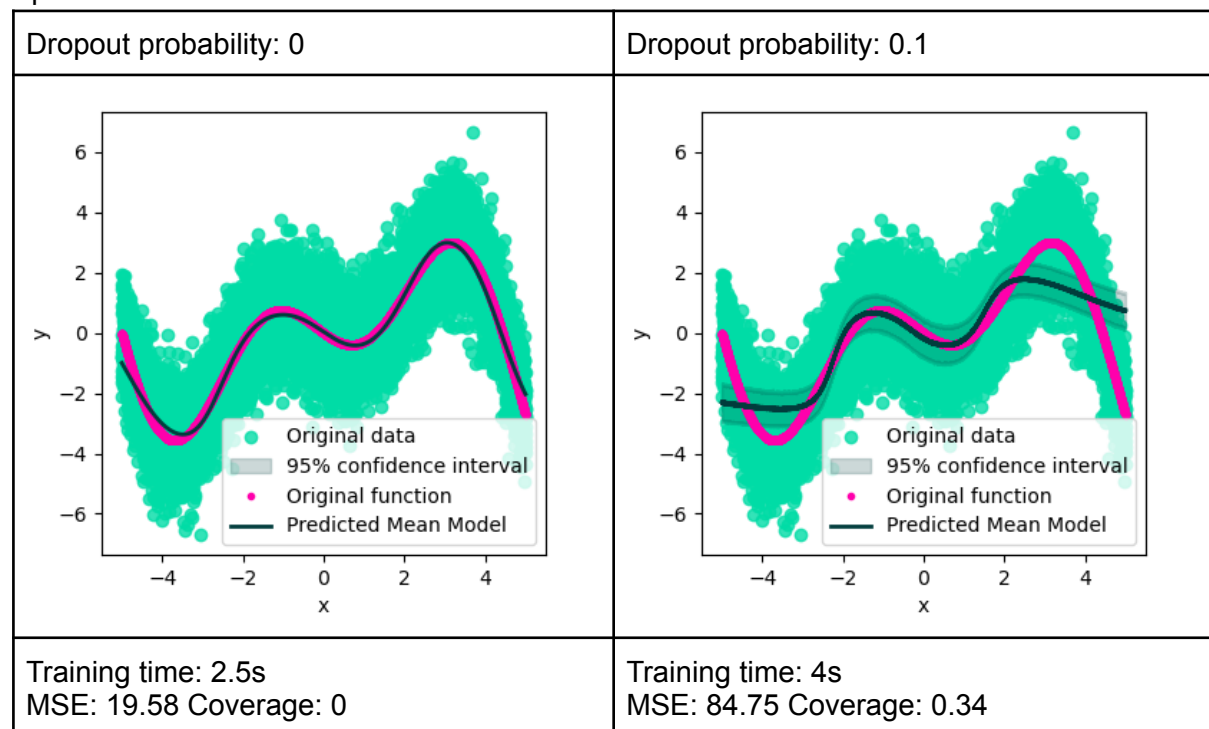 Dropout probability: 0
Dropout probability: 0.1
6
4
2
0
−2
−4
−6
y
−4
−2
0
2
4
x
Original data
95% confidence interval
Original function
Predicted Mean Model
6
4
2
0
−2
−4
−6
y
−4
−2
0
2
4
x
Original data
95% confidence interval
Original function
Predicted Mean Model
Training time: 2.5s
MSE: 19.58 Coverage: 0
Training time: 4s
MSE: 84.75 Coverage: 0.34